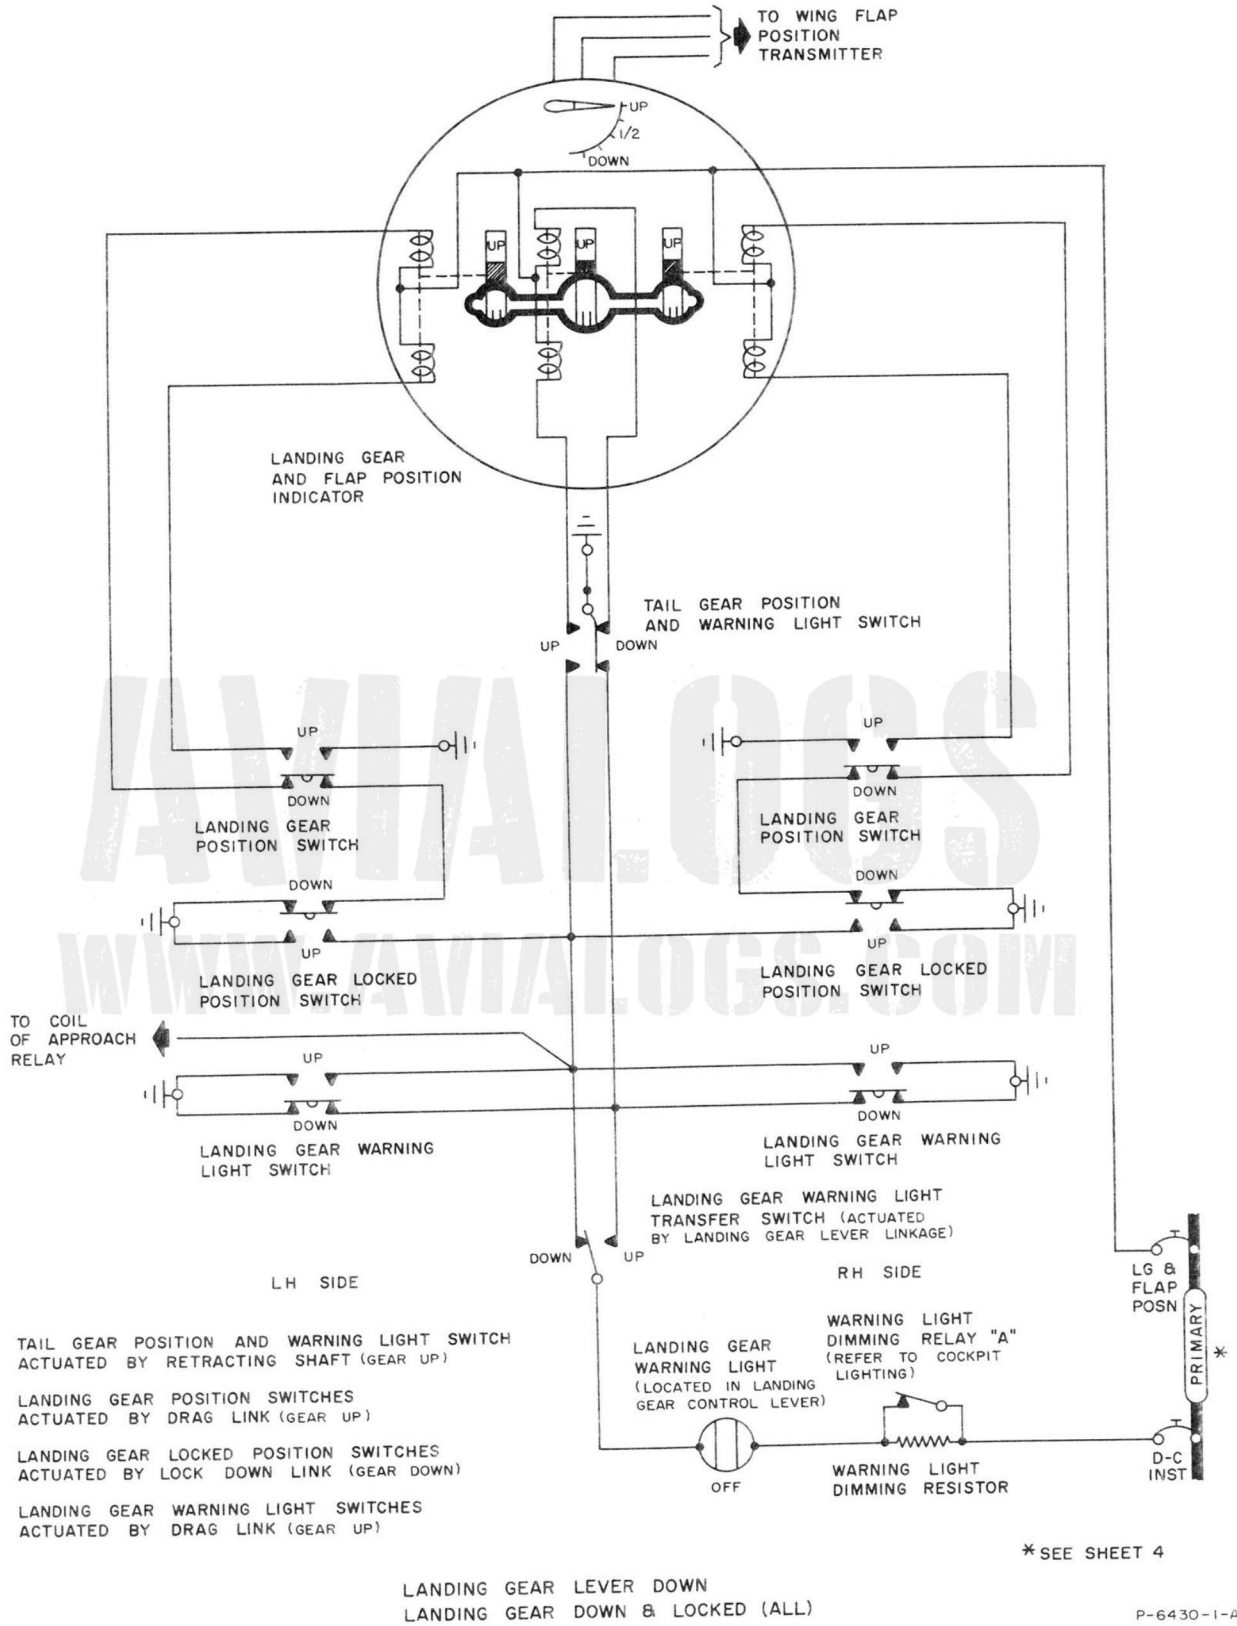 TO WING FLAP
POSITION
TRANSMITTER
UP
1/2
DOWN
UP
UP
UP
LANDING GEAR
AND FLAP POSITION
INDICATOR
TAIL GEAR POSITION
AND WARNING LIGHT SWITCH
UP
DOWN
AVIALOGS
WWW.AVIALOGS.COM
UP
DOWN
LANDING GEAR
POSITION SWITCH
UP
DOWN
LANDING GEAR
POSITION SWITCH
DOWN
UP
LANDING GEAR LOCKED
POSITION SWITCH
DOWN
UP
LANDING GEAR LOCKED
POSITION SWITCH
TO COIL
OF APPROACH
RELAY
UP
DOWN
LANDING GEAR WARNING
LIGHT SWITCH
UP
DOWN
LANDING GEAR WARNING
LIGHT SWITCH
LANDING GEAR WARNING LIGHT
TRANSFER SWITCH (ACTUATED
BY LANDING GEAR LEVER LINKAGE)
DOWN
UP
LH SIDE
RH SIDE
LG &
FLAP
POSN
PRIMARY
*
TAIL GEAR POSITION AND WARNING LIGHT SWITCH
ACTUATED BY RETRACTING SHAFT (GEAR UP)
LANDING GEAR POSITION SWITCHES
ACTUATED BY DRAG LINK (GEAR UP)
LANDING GEAR LOCKED POSITION SWITCHES
ACTUATED BY LOCK DOWN LINK (GEAR DOWN)
LANDING GEAR WARNING LIGHT SWITCHES
ACTUATED BY DRAG LINK (GEAR UP)
LANDING GEAR
WARNING LIGHT
(LOCATED IN LANDING
GEAR CONTROL LEVER)
OFF
WARNING LIGHT
DIMMING RELAY "A"
(REFER TO COCKPIT
LIGHTING)
WARNING LIGHT
DIMMING RESISTOR
D-C
INST
* SEE SHEET 4
LANDING GEAR LEVER DOWN
LANDING GEAR DOWN & LOCKED (ALL)
P-6430-1-A